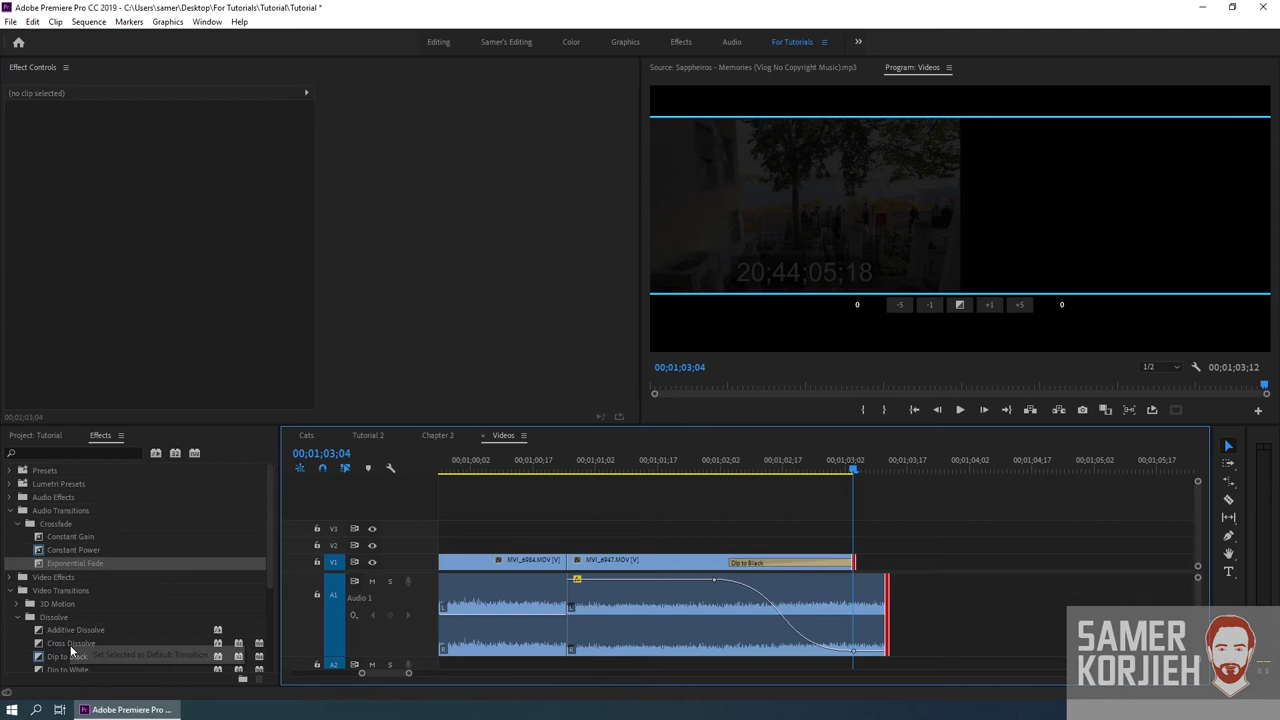 Adobe Premiere Pro CC 2019 - C:\Users\samer\Desktop\For Tutorials\Tutorial\Tutorial *
File Edit Clip Sequence Markers Graphics Window Help
Editing Samer's Editing Color Graphics Effects Audio For Tutorials
Effect Controls
Source: Sappheiros - Memories (Vlog No Copyright Music).mp3 Program: Videos
(no clip selected)
20;44;05;18
0 -5 -1 +1 +5 0
00;01;03;04 1/2 00;01;03;12
00;01;03;04
Project: Tutorial Effects
Cats Tutorial 2 Chapter 2 Videos
00;01;03;04
00;01;00;02 00;01;00;17 00;01;01;02 00;01;01;17 00;01;02;02 00;01;02;17 00;01;03;02 00;01;03;17 00;01;04;02 00;01;04;17 00;01;05;02 00;01;05;17
Presets
Lumetri Presets
Audio Effects
Audio Transitions
Crossfade
Constant Gain
Constant Power
Exponential Fade
Video Effects
Video Transitions
3D Motion
Dissolve
Additive Dissolve
Cross Dissolve
Dip to Black
Set Selected as Default Transition
Dip to White
V3
V2
V1 MVI_6984.MOV [V] MVI_6947.MOV [V] Dip to Black
A1 M S
Audio 1
L L
R R
A2 M S
SAMER
KORJIEH
Adobe Premiere Pro ...